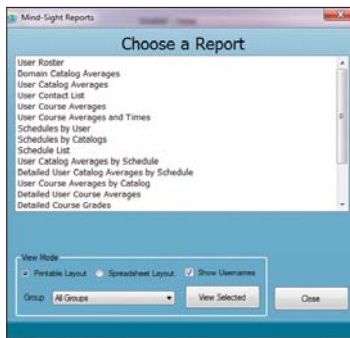 Mind-Sight Reports
Choose a Report
User Roster
Domain Catalog Averages
User Catalog Averages
User Contact List
User Course Averages
User Course Averages and Times
Schedules by User
Schedules by Catalogs
Schedule List
User Catalog Averages by Schedule
Detailed User Catalog Averages by Schedule
User Course Averages by Catalog
Detailed User Course Averages
Detailed Course Grades
View Mode
Printable Layout Spreadsheet Layout Show Usernames
Group All Groups View Selected Close